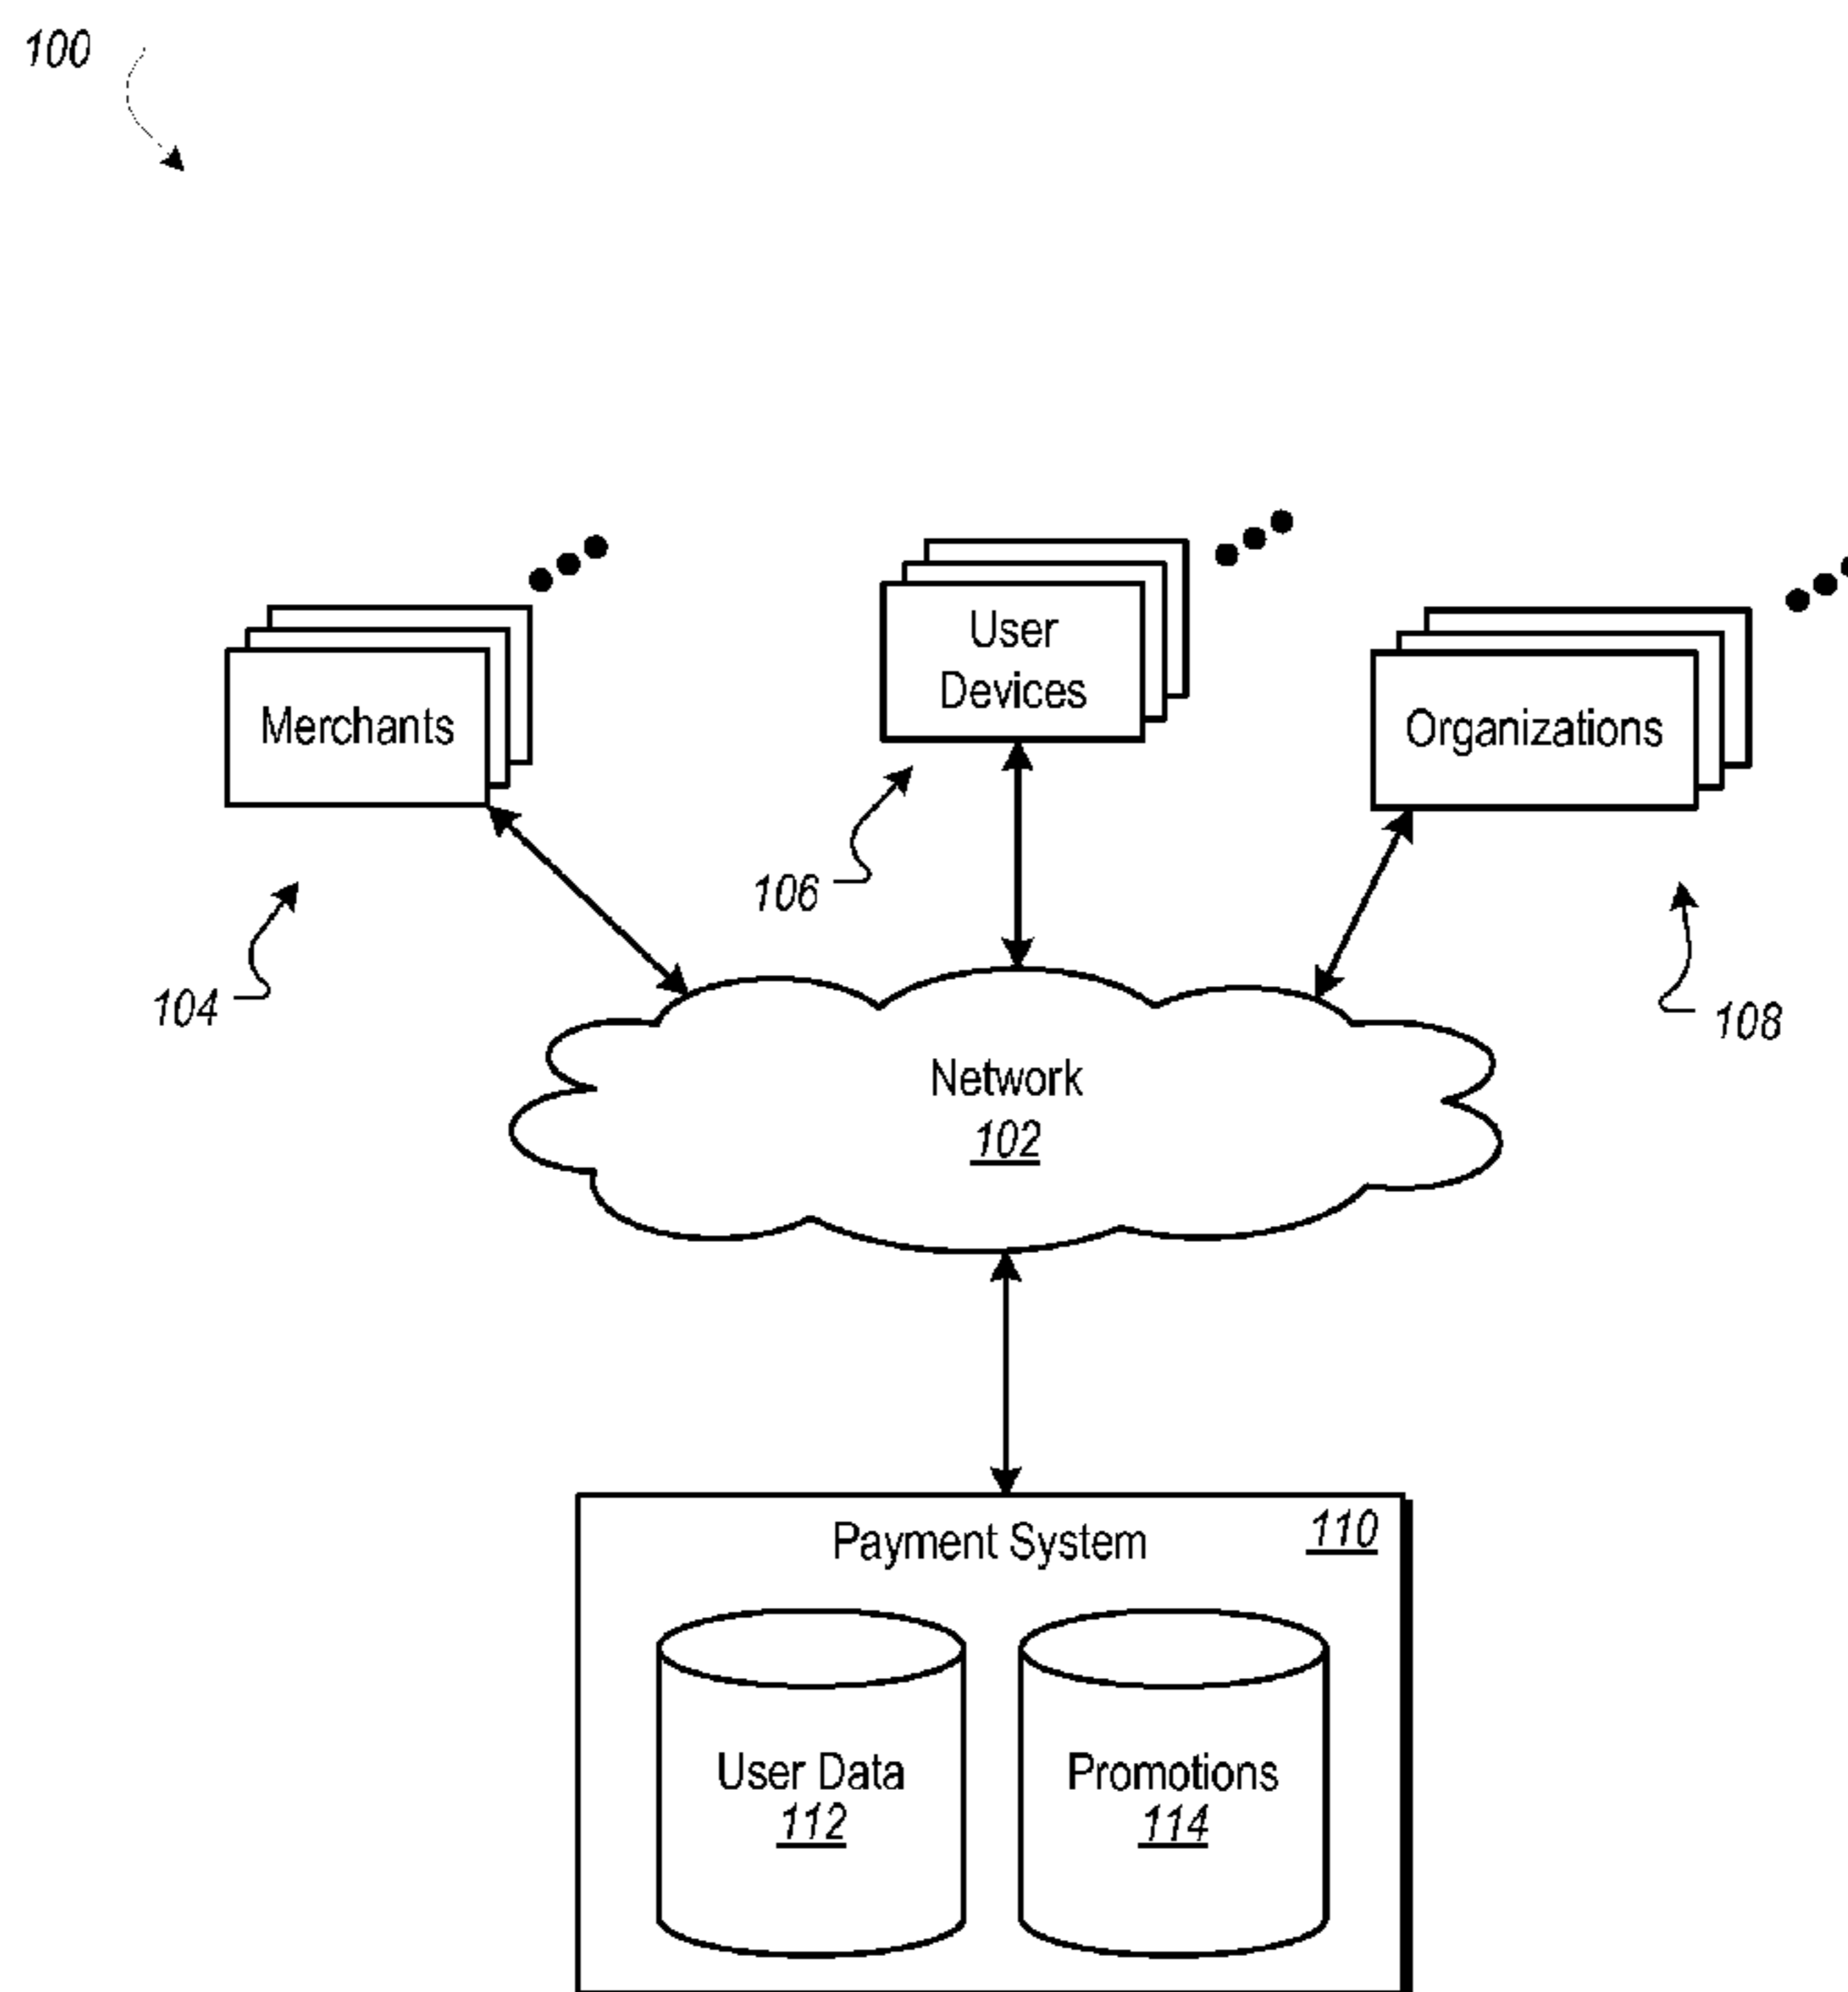 100
User
Devices
Merchants
Organizations
106
104
108
Network
102
Payment System
110
User Data
112
Promotions
114